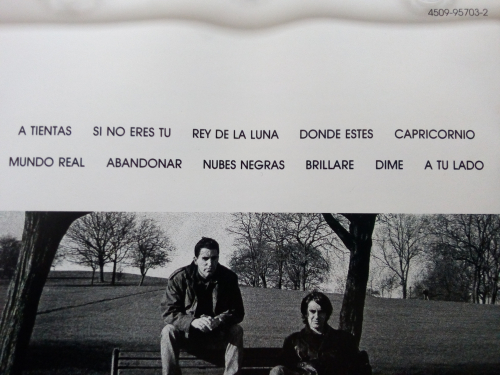 4509-95703-2
A TIENTAS SI NO ERES TU REY DE LA LUNA DONDE ESTES CAPRICORNIO
MUNDO REAL ABANDONAR NUBES NEGRAS BRILLARE DIME A TU LADO